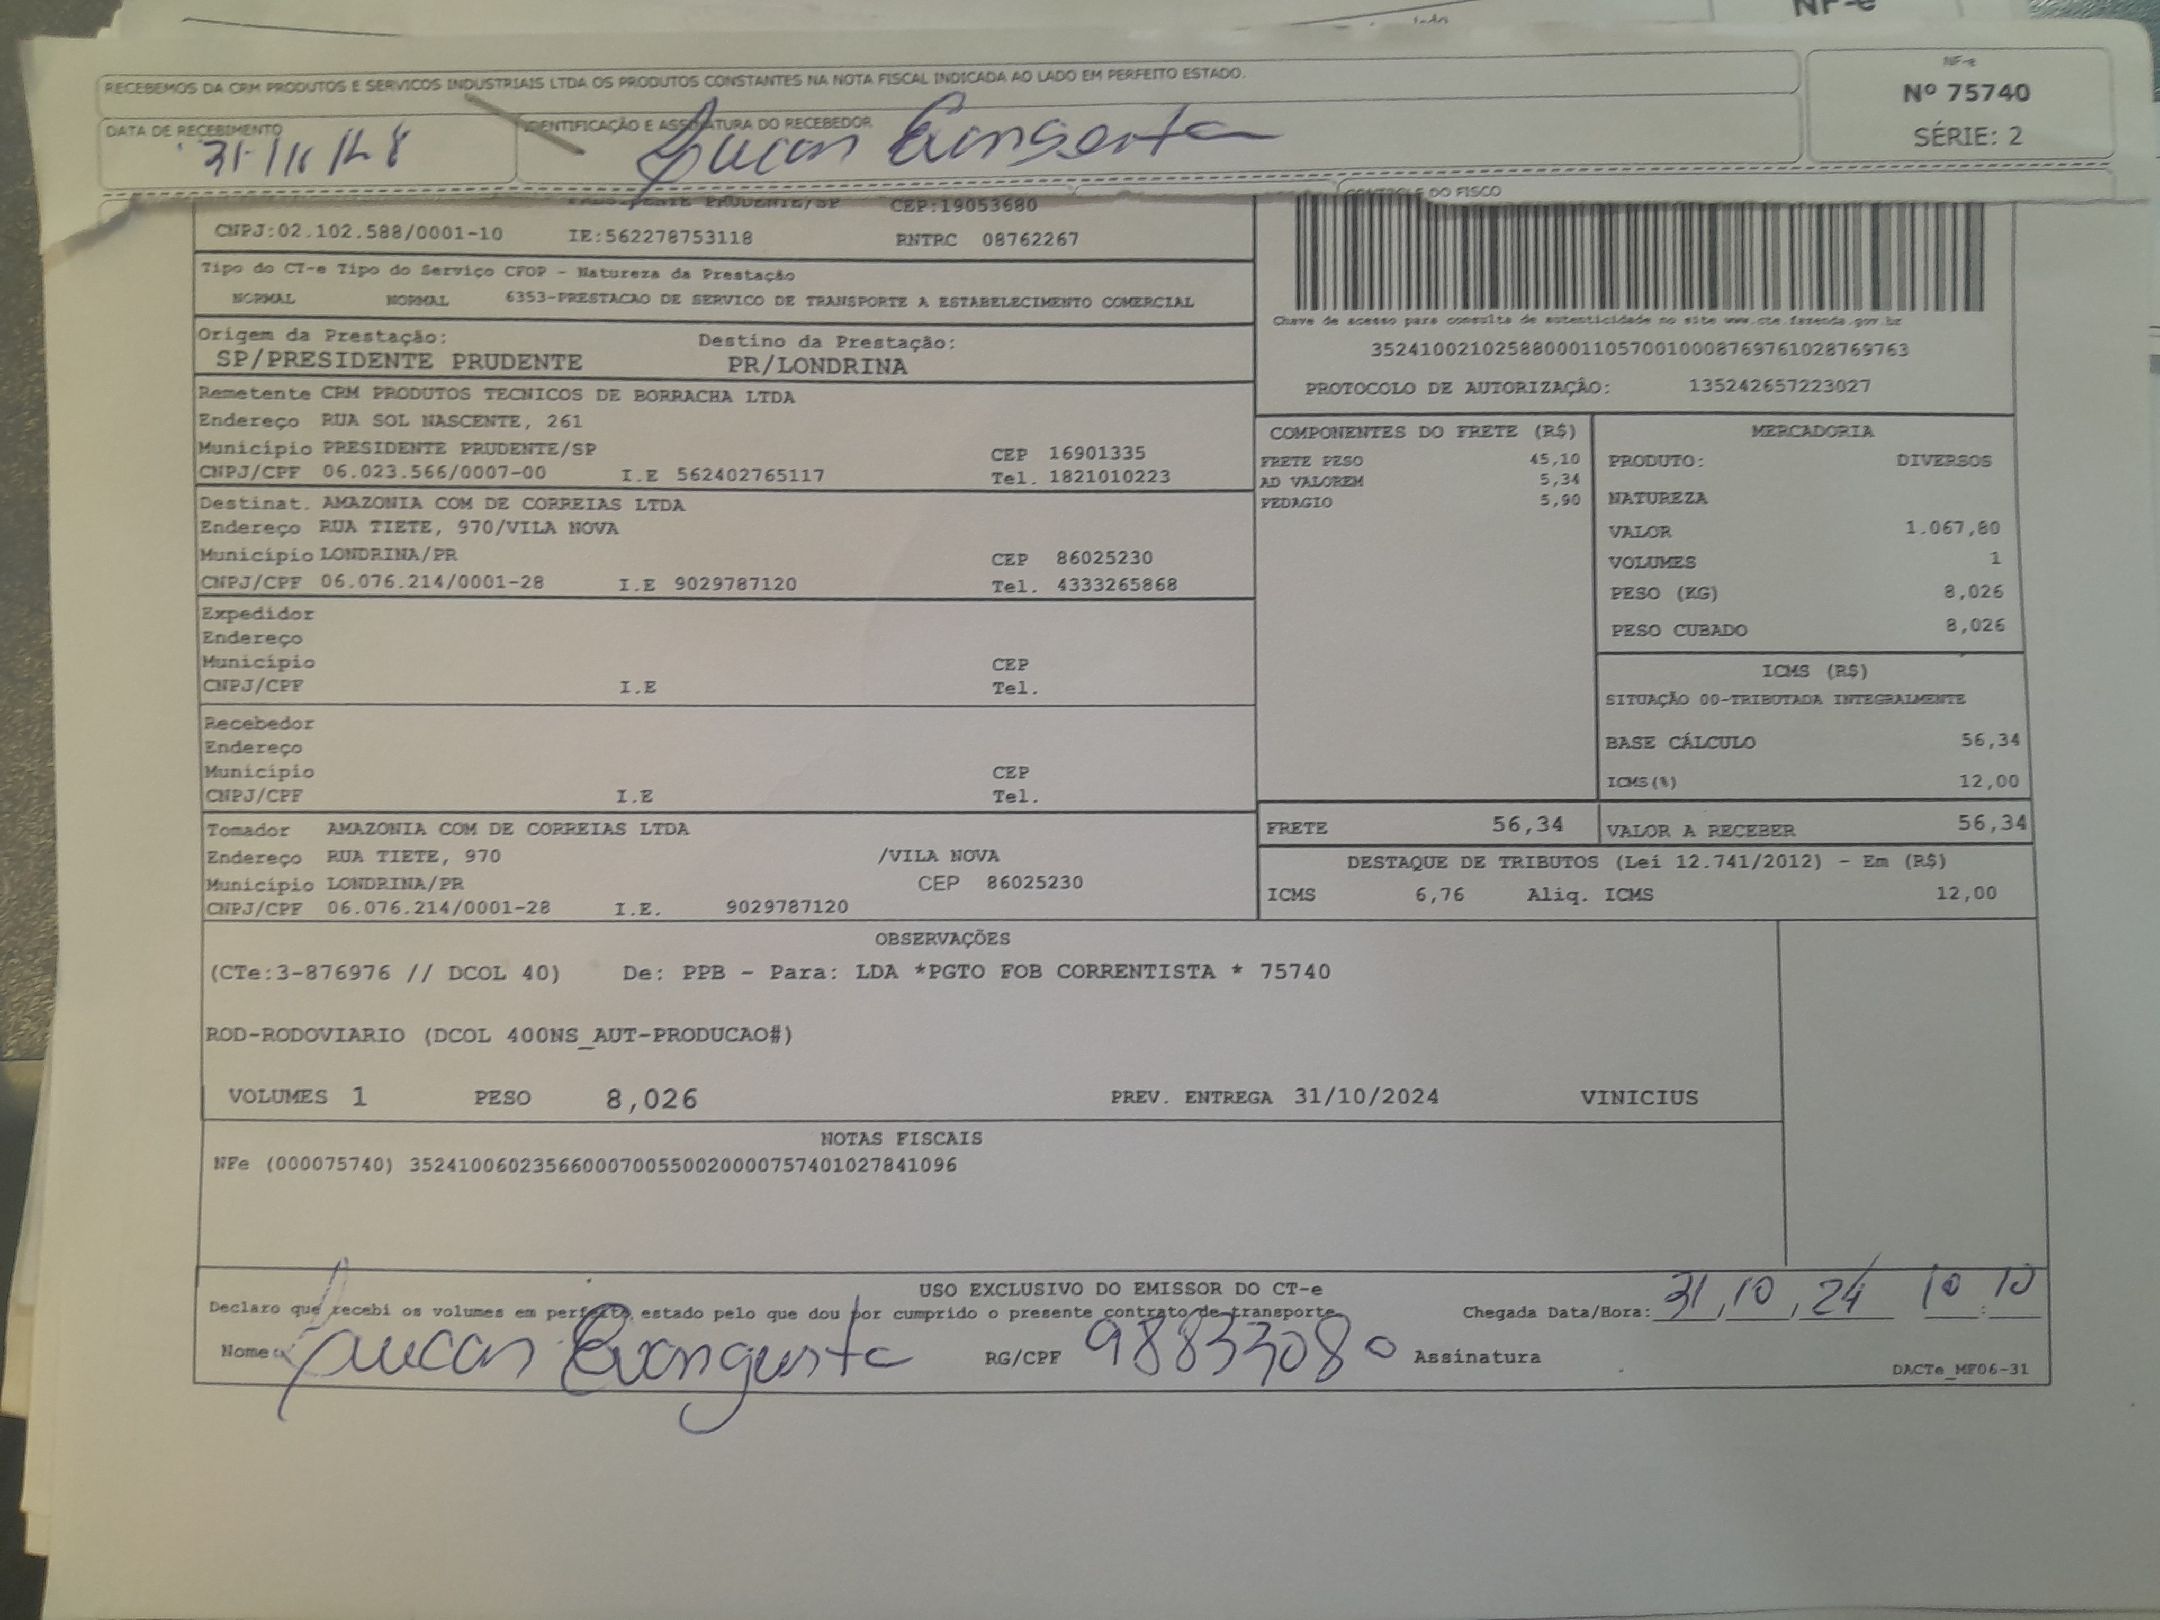 NF-e
RECEBEMOS DA CRM PRODUTOS E SERVICOS INDUSTRIAIS LTDA OS PRODUTOS CONSTANTES NA NOTA FISCAL INDICADA AO LADO EM PERFEITO ESTADO.
NF-e
Nº 75740
SÉRIE: 2
DATA DE RECEBIMENTO
IDENTIFICAÇÃO E ASSINATURA DO RECEBEDOR
Lucas
CONTROLE DO FISCO
PRESIDENTE PRUDENTE/SP CEP:19053680
CNPJ:02.102.588/0001-10 IE:562278753118 RNTRC 08762267
Tipo do CT-e Tipo do Serviço CFOP - Natureza da Prestação
NORMAL NORMAL 6353-PRESTACAO DE SERVICO DE TRANSPORTE A ESTABELECIMENTO COMERCIAL
Chave de acesso para consulta de autenticidade no site www.cte.fazenda.gov.br
35241002102588000110570010008769761028769763
PROTOCOLO DE AUTORIZAÇÃO: 135242657223027
Origem da Prestação: Destino da Prestação:
SP/PRESIDENTE PRUDENTE PR/LONDRINA
Remetente CRM PRODUTOS TECNICOS DE BORRACHA LTDA
Endereço RUA SOL NASCENTE, 261
Município PRESIDENTE PRUDENTE/SP CEP 16901335
CNPJ/CPF 06.023.566/0007-00 I.E 562402765117 Tel. 1821010223
Destinat. AMAZONIA COM DE CORREIAS LTDA
Endereço RUA TIETE, 970/VILA NOVA
Município LONDRINA/PR CEP 86025230
CNPJ/CPF 06.076.214/0001-28 I.E 9029787120 Tel. 4333265868
Expedidor
Endereço
Município CEP
CNPJ/CPF I.E Tel.
Recebedor
Endereço
Município CEP
CNPJ/CPF I.E Tel.
Tomador AMAZONIA COM DE CORREIAS LTDA
Endereço RUA TIETE, 970 /VILA NOVA
Município LONDRINA/PR CEP 86025230
CNPJ/CPF 06.076.214/0001-28 I.E. 9029787120
COMPONENTES DO FRETE (R$)
FRETE PESO 45,10
AD VALOREM 5,34
PEDAGIO 5,90
MERCADORIA
PRODUTO: DIVERSOS
NATUREZA
VALOR 1.067,80
VOLUMES 1
PESO (KG) 8,026
PESO CUBADO 8,026
ICMS (R$)
SITUAÇÃO 00-TRIBUTADA INTEGRALMENTE
BASE CÁLCULO 56,34
ICMS(%) 12,00
FRETE 56,34 VALOR A RECEBER 56,34
DESTAQUE DE TRIBUTOS (Lei 12.741/2012) - Em (R$)
ICMS 6,76 Aliq. ICMS 12,00
OBSERVAÇÕES
(CTe:3-876976 // DCOL 40) De: PPB - Para: LDA *PGTO FOB CORRENTISTA * 75740
ROD-RODOVIARIO (DCOL 400NS_AUT-PRODUCAO#)
VOLUMES 1 PESO 8,026 PREV. ENTREGA 31/10/2024 VINICIUS
NOTAS FISCAIS
NFe (000075740) 35241006023566000700550020000757401027841096
USO EXCLUSIVO DO EMISSOR DO CT-e
Declaro que recebi os volumes em perfeito estado pelo que dou por cumprido o presente contrato de transporte
Chegada Data/Hora: 31,10,24 10:10
Nome: Lucas RG/CPF 98833080 Assinatura
DACTe_MF06-31